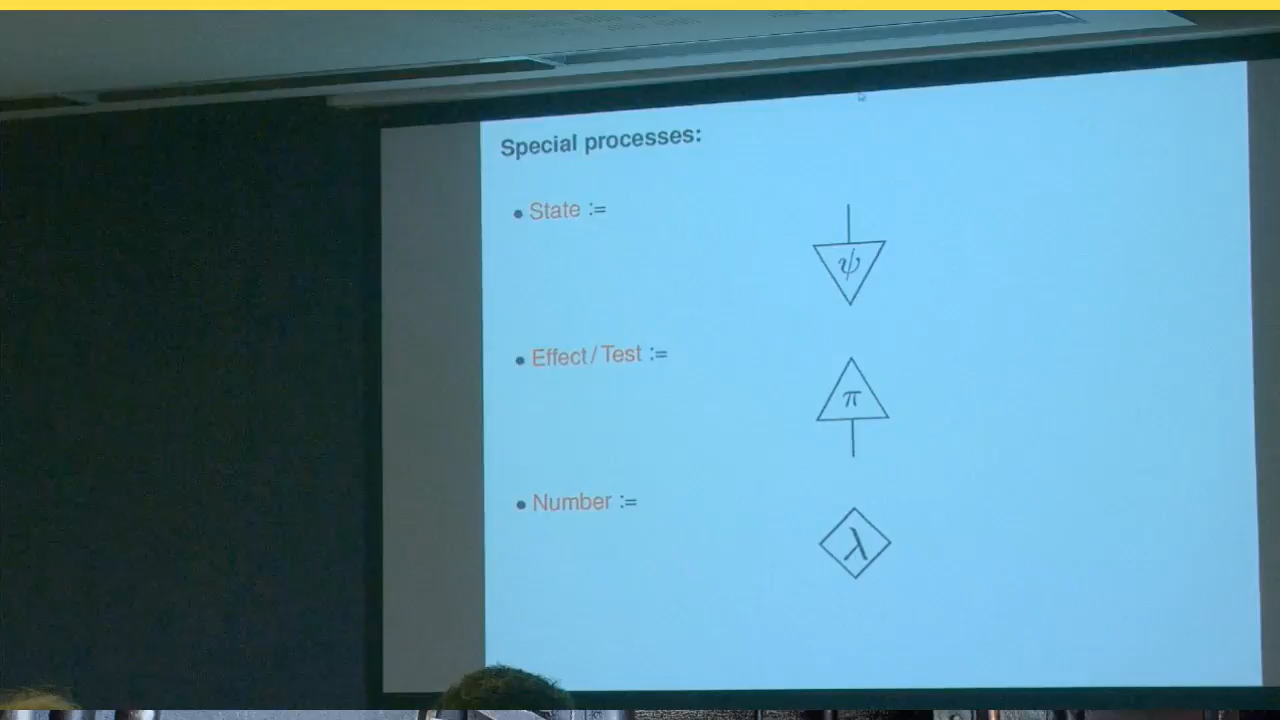 Special processes:
• State :=
ψ
• Effect / Test :=
π
• Number :=
λ